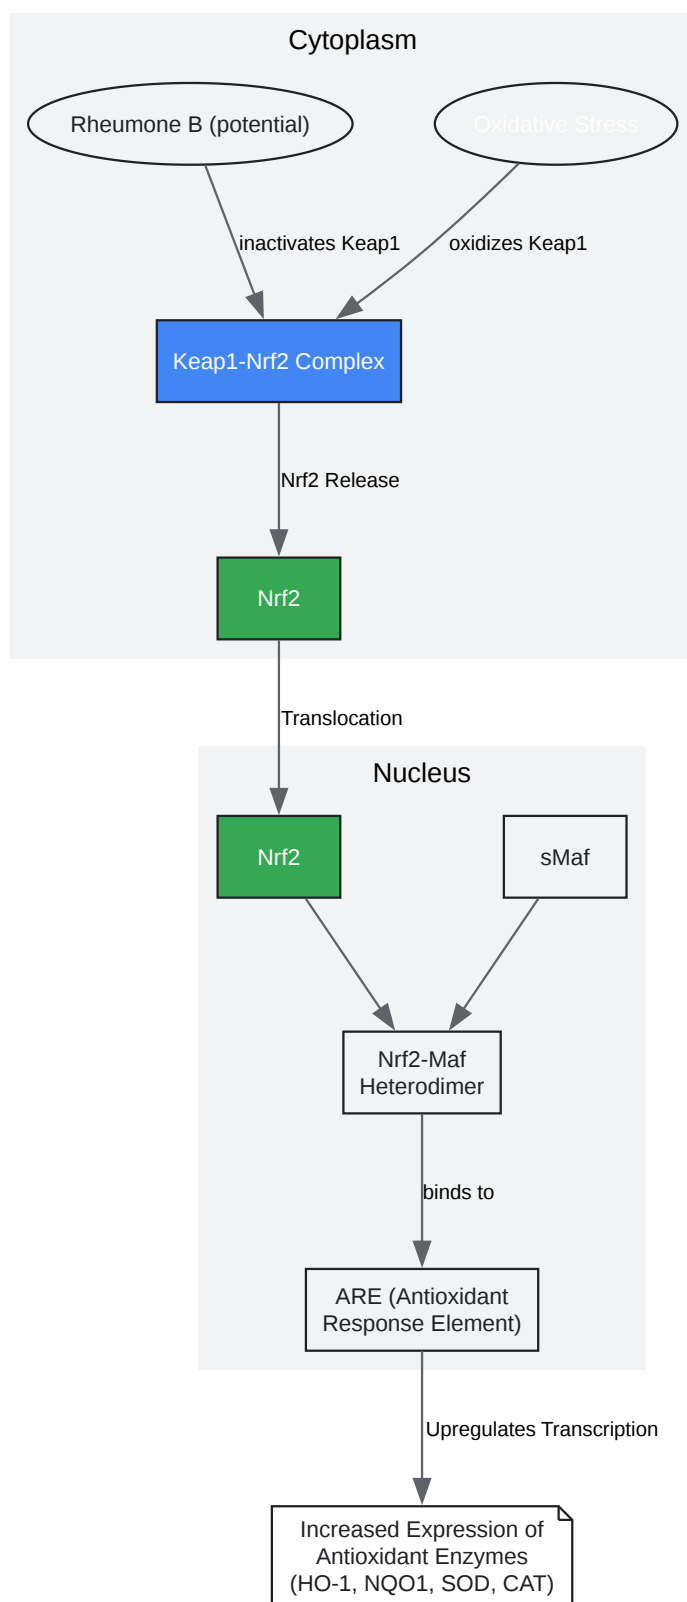 Cytoplasm
Rheumone B (potential)
Oxidative Stress
inactivates Keap1
oxidizes Keap1
Keap1-Nrf2 Complex
Nrf2 Release
Nrf2
Translocation
Nucleus
Nrf2
sMaf
Nrf2-Maf
Heterodimer
binds to
ARE (Antioxidant
Response Element)
Upregulates Transcription
Increased Expression of
Antioxidant Enzymes
(HO-1, NQO1, SOD, CAT)